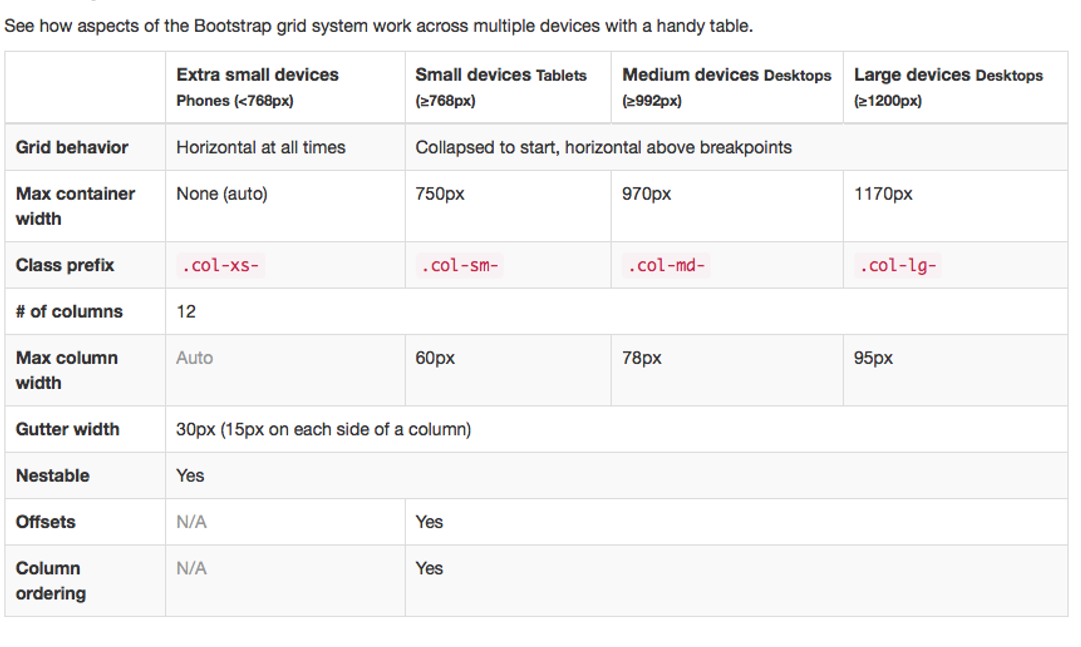 See how aspects of the Bootstrap grid system work across multiple devices with a handy table.
Extra small devices
Phones (<768px)
Small devices Tablets
(≥768px)
Medium devices Desktops
(≥992px)
Large devices Desktops
(≥1200px)
Grid behavior
Horizontal at all times
Collapsed to start, horizontal above breakpoints
Max container
width
None (auto)
750px
970px
1170px
Class prefix
.col-xs-
.col-sm-
.col-md-
.col-lg-
# of columns
12
Max column
width
Auto
60px
78px
95px
Gutter width
30px (15px on each side of a column)
Nestable
Yes
Offsets
N/A
Yes
Column
ordering
N/A
Yes